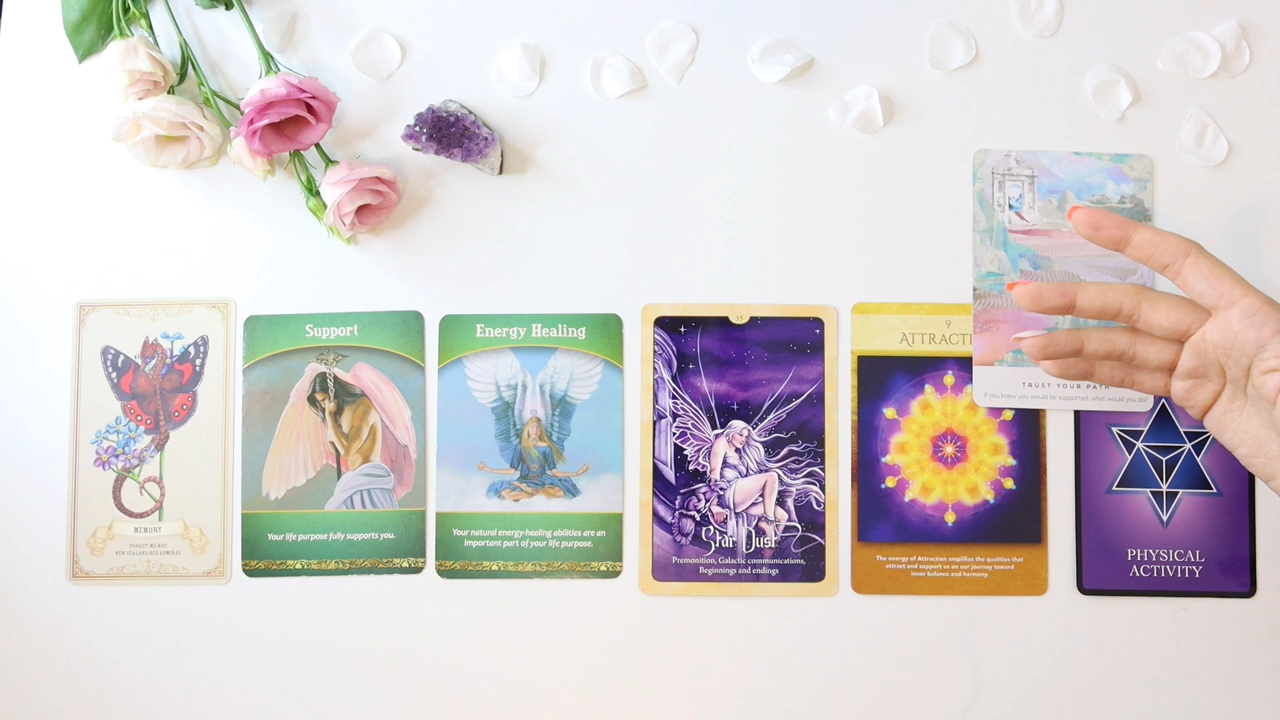 MEMORY
FORGET-ME-NOT
NEW ZEALAND RED ADMIRAL
Support
Your life purpose fully supports you.
Energy Healing
Your natural energy-healing abilities are an
important part of your life purpose.
35
Star Dust
Premonition, Galactic communications,
Beginnings and endings
9
ATTRACTI
The energy of Attraction amplifies the qualities that
attract and support us on our journey toward
inner balance and harmony.
TRUST YOUR PATH
If you knew you would be supported, what would you do?
PHYSICAL
ACTIVITY